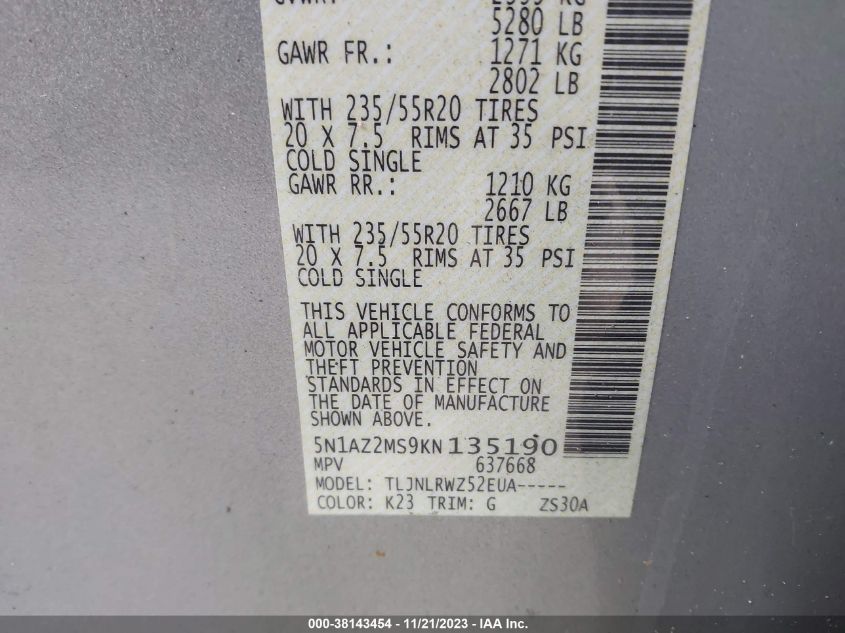 5280 LB
GAWR FR.: 1271 KG
2802 LB
WITH 235/55R20 TIRES
20 X 7.5 RIMS AT 35 PSI
COLD SINGLE
GAWR RR.: 1210 KG
2667 LB
WITH 235/55R20 TIRES
20 X 7.5 RIMS AT 35 PSI
COLD SINGLE
THIS VEHICLE CONFORMS TO
ALL APPLICABLE FEDERAL
MOTOR VEHICLE SAFETY AND
THEFT PREVENTION
STANDARDS IN EFFECT ON
THE DATE OF MANUFACTURE
SHOWN ABOVE.
5N1AZ2MS9KN135190
MPV 637668
MODEL: TLJNLRWZ52EUA-----
COLOR: K23 TRIM: G ZS30A
000-38143454 - 11/21/2023 - IAA Inc.